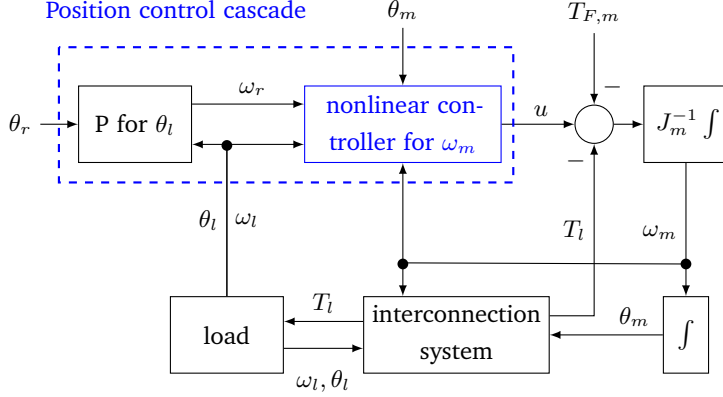 Position control cascade
θ_m
T_{F,m}
ω_r
θ_r
P for θ_l
nonlinear con-
troller for ω_m
u
−
J_m^{-1} ∫
−
θ_l
ω_l
T_l
ω_m
load
T_l
interconnection
system
θ_m
∫
ω_l, θ_l